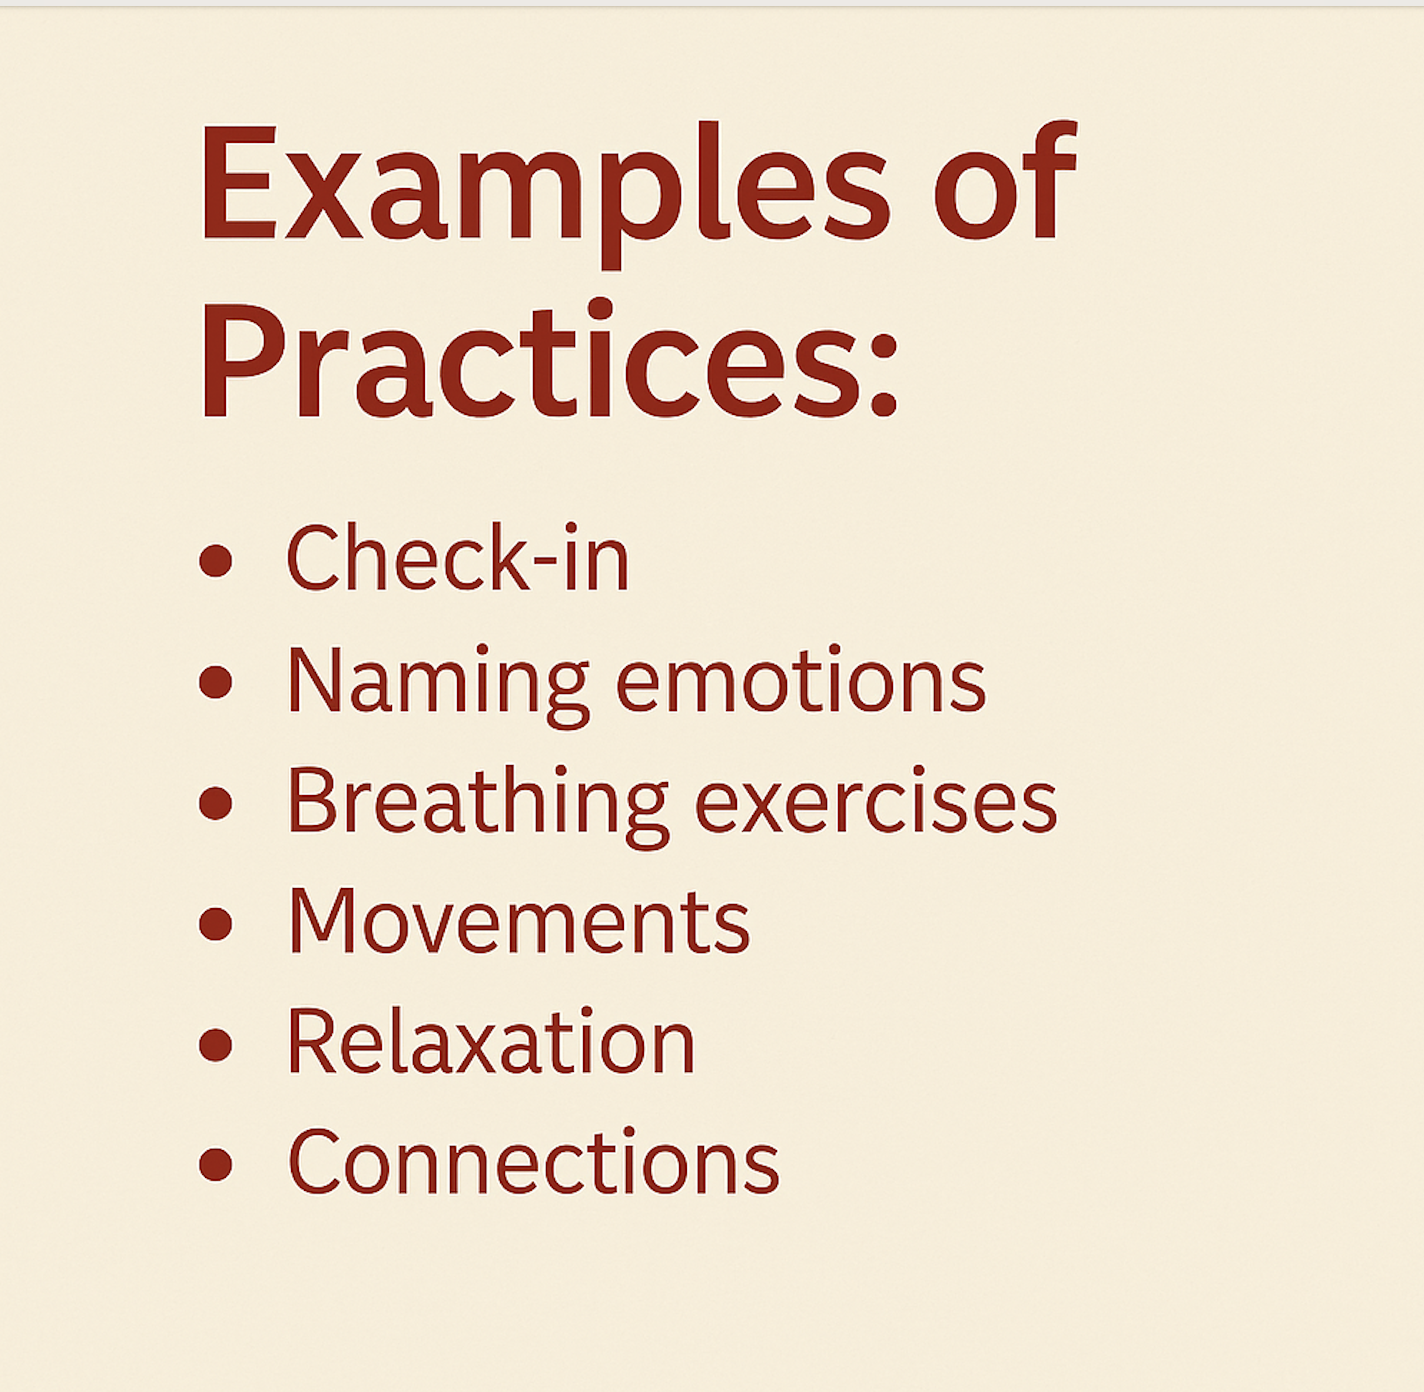 Examples of
Practices:
• Check-in
• Naming emotions
• Breathing exercises
• Movements
• Relaxation
• Connections